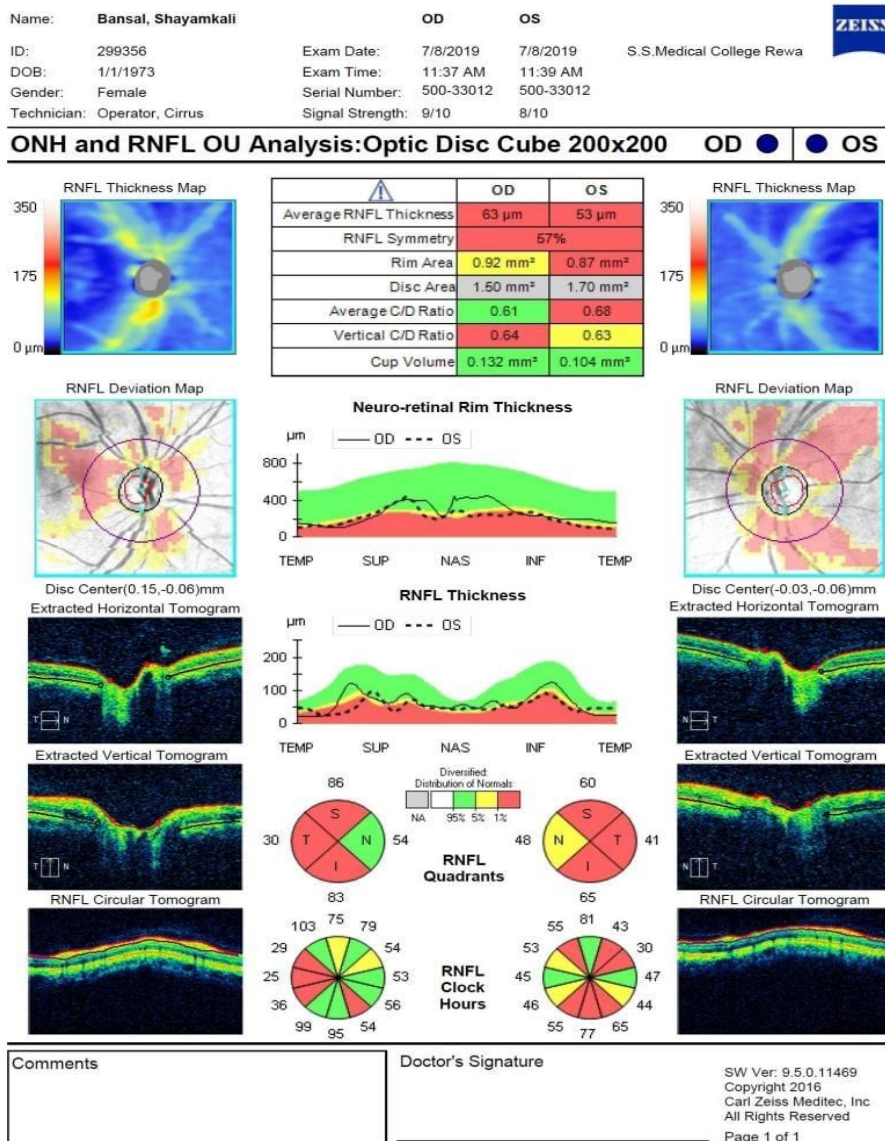 Name: Bansal, Shayamkali OD OS
ZEISS
ID: 299356 Exam Date: 7/8/2019 7/8/2019 S.S.Medical College Rewa
DOB: 1/1/1973 Exam Time: 11:37 AM 11:39 AM
Gender: Female Serial Number: 500-33012 500-33012
Technician: Operator, Cirrus Signal Strength: 9/10 8/10
ONH and RNFL OU Analysis:Optic Disc Cube 200x200 OD OS
RNFL Thickness Map
350
175
0 µm
OD OS
Average RNFL Thickness 63 µm 53 µm
RNFL Symmetry 57%
Rim Area 0.92 mm² 0.87 mm²
Disc Area 1.50 mm² 1.70 mm²
Average C/D Ratio 0.61 0.68
Vertical C/D Ratio 0.64 0.63
Cup Volume 0.132 mm³ 0.104 mm³
RNFL Thickness Map
350
175
0 µm
RNFL Deviation Map
Disc Center(0.15,-0.06)mm
Neuro-retinal Rim Thickness
µm OD OS
800
400
0
TEMP SUP NAS INF TEMP
RNFL Deviation Map
Disc Center(-0.03,-0.06)mm
Extracted Horizontal Tomogram
T N
RNFL Thickness
µm OD OS
200
100
0
TEMP SUP NAS INF TEMP
Extracted Horizontal Tomogram
N T
Extracted Vertical Tomogram
T N
Diversified:
Distribution of Normals
NA 95% 5% 1%
86
S
30 T N 54
I
83
RNFL
Quadrants
60
S
48 N T 41
I
65
Extracted Vertical Tomogram
N T
RNFL Circular Tomogram
103 75 79
29 54
25 53
36 56
99 95 54
RNFL
Clock
Hours
55 81 43
53 30
45 47
46 44
55 77 65
RNFL Circular Tomogram
Comments
Doctor's Signature
SW Ver: 9.5.0.11469
Copyright 2016
Carl Zeiss Meditec, Inc
All Rights Reserved
Page 1 of 1